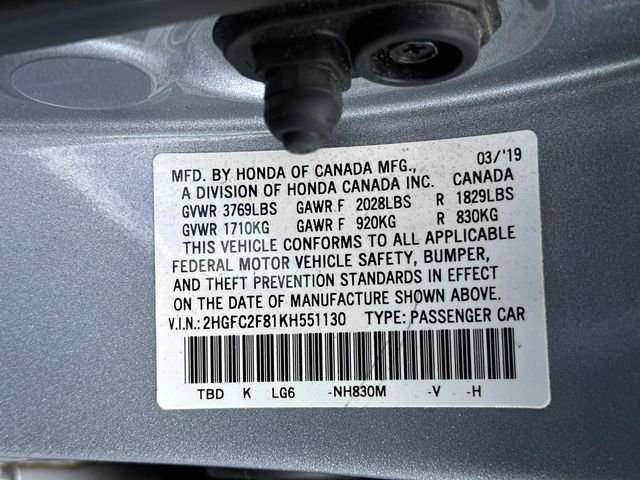 MFD. BY HONDA OF CANADA MFG., 03/'19
A DIVISION OF HONDA CANADA INC. CANADA
GVWR 3769LBS GAWR F 2028LBS R 1829LBS
GVWR 1710KG GAWR F 920KG R 830KG
THIS VEHICLE CONFORMS TO ALL APPLICABLE
FEDERAL MOTOR VEHICLE SAFETY, BUMPER,
AND THEFT PREVENTION STANDARDS IN EFFECT
ON THE DATE OF MANUFACTURE SHOWN ABOVE.
V.I.N.: 2HGFC2F81KH551130 TYPE: PASSENGER CAR
TBD K LG6 -NH830M -V -H